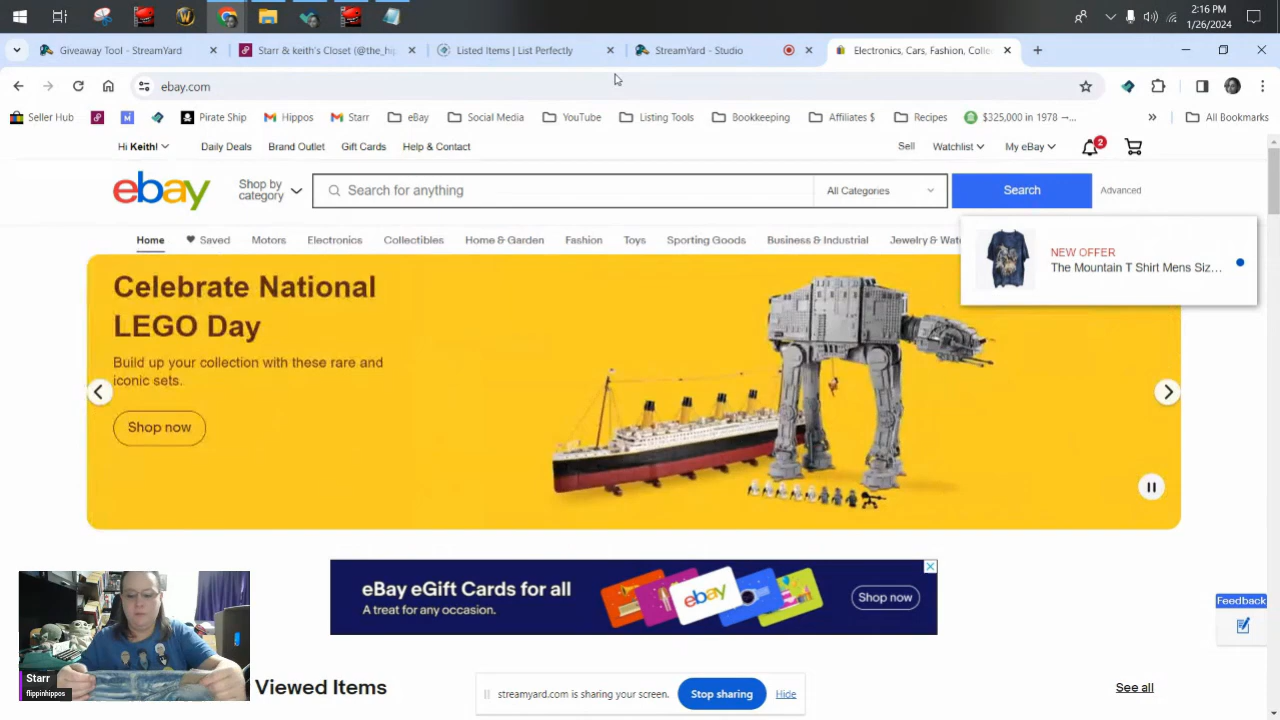 2:16 PM
1/26/2024
Giveaway Tool - StreamYard
Starr & keith's Closet (@the_hi
Listed Items | List Perfectly
StreamYard - Studio
Electronics, Cars, Fashion, Colle
ebay.com
Seller Hub
Pirate Ship
Hippos
Starr
eBay
Social Media
YouTube
Listing Tools
Bookkeeping
Affiliates $
Recipes
$325,000 in 1978 → ...
All Bookmarks
Hi Keith!
Daily Deals
Brand Outlet
Gift Cards
Help & Contact
Sell
Watchlist
My eBay
2
ebay
Shop by category
Search for anything
All Categories
Search
Advanced
Home
Saved
Motors
Electronics
Collectibles
Home & Garden
Fashion
Toys
Sporting Goods
Business & Industrial
Jewelry & Wat
NEW OFFER
The Mountain T Shirt Mens Siz...
Celebrate National
LEGO Day
Build up your collection with these rare and
iconic sets.
Shop now
eBay eGift Cards for all
A treat for any occasion.
ebay
Shop now
Feedback
Starr
flippinhippos
Viewed Items
See all
streamyard.com is sharing your screen.
Stop sharing
Hide